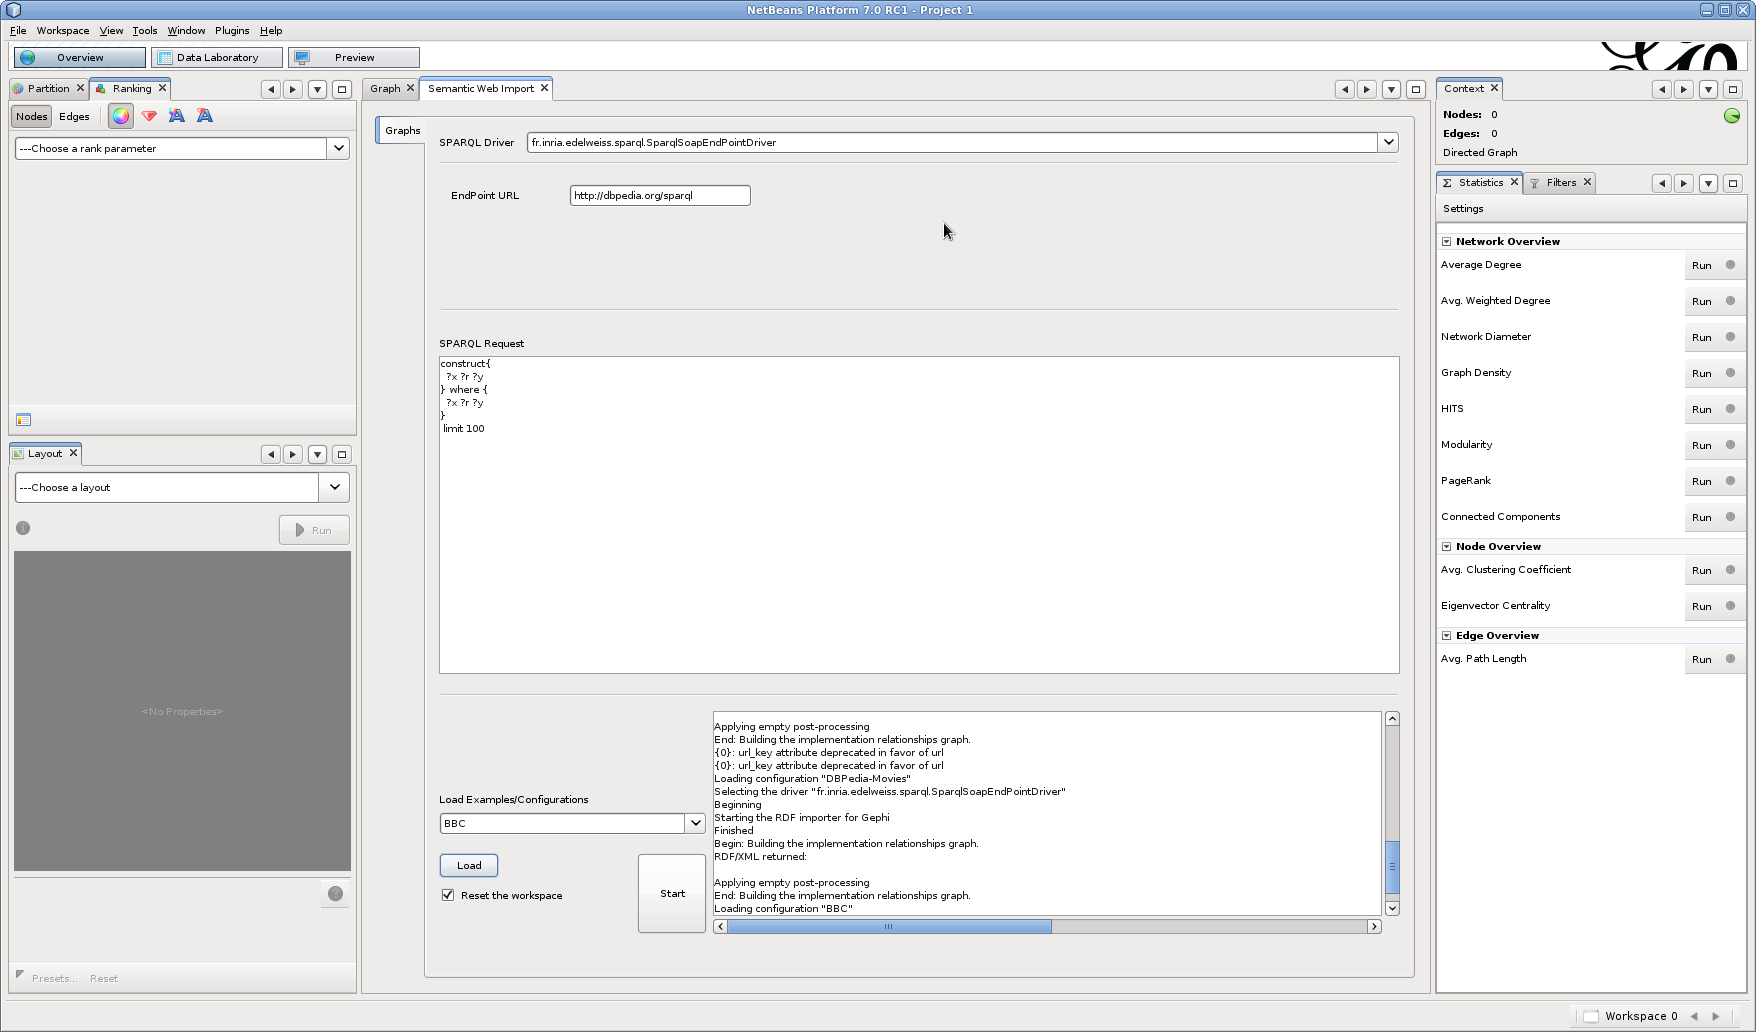 NetBeans Platform 7.0 RC1 - Project 1
File Workspace View Tools Window Plugins Help
Overview Data Laboratory Preview
Partition Ranking
Nodes Edges
---Choose a rank parameter
Layout
---Choose a layout
Run
<No Properties>
Presets... Reset
Graph Semantic Web Import
Graphs
SPARQL Driver fr.inria.edelweiss.sparql.SparqlSoapEndPointDriver
EndPoint URL http://dbpedia.org/sparql
SPARQL Request
construct{
?x ?r ?y
} where {
?x ?r ?y
}
limit 100
Load Examples/Configurations
BBC
Load
Reset the workspace
Start
Applying empty post-processing
End: Building the implementation relationships graph.
{0}: url_key attribute deprecated in favor of url
{0}: url_key attribute deprecated in favor of url
Loading configuration "DBPedia-Movies"
Selecting the driver "fr.inria.edelweiss.sparql.SparqlSoapEndPointDriver"
Beginning
Starting the RDF importer for Gephi
Finished
Begin: Building the implementation relationships graph.
RDF/XML returned:
Applying empty post-processing
End: Building the implementation relationships graph.
Loading configuration "BBC"
Context
Nodes: 0
Edges: 0
Directed Graph
Σ Statistics Filters
Settings
Network Overview
Average Degree Run
Avg. Weighted Degree Run
Network Diameter Run
Graph Density Run
HITS Run
Modularity Run
PageRank Run
Connected Components Run
Node Overview
Avg. Clustering Coefficient Run
Eigenvector Centrality Run
Edge Overview
Avg. Path Length Run
Workspace 0